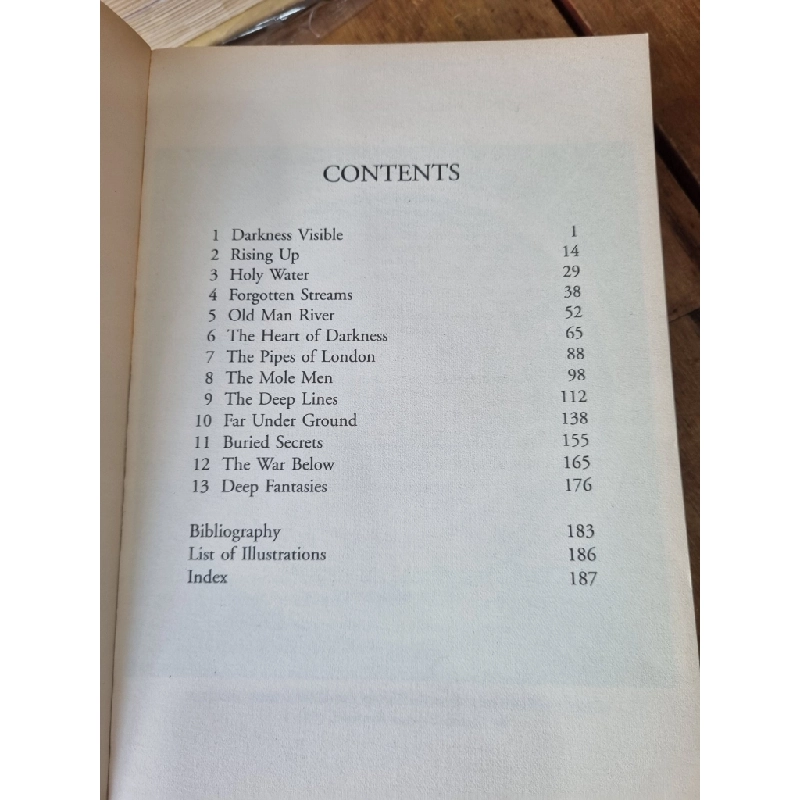 CONTENTS
1 Darkness Visible 1
2 Rising Up 14
3 Holy Water 29
4 Forgotten Streams 38
5 Old Man River 52
6 The Heart of Darkness 65
7 The Pipes of London 88
8 The Mole Men 98
9 The Deep Lines 112
10 Far Under Ground 138
11 Buried Secrets 155
12 The War Below 165
13 Deep Fantasies 176
Bibliography 183
List of Illustrations 186
Index 187